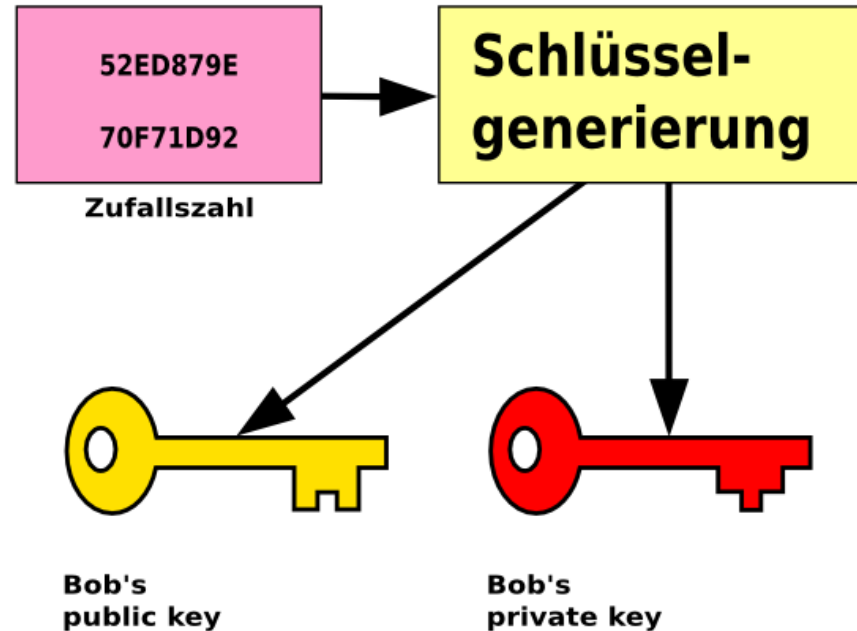 52ED879E
70F71D92
Zufallszahl
Schlüssel-
generierung
Bob's
public key
Bob's
private key